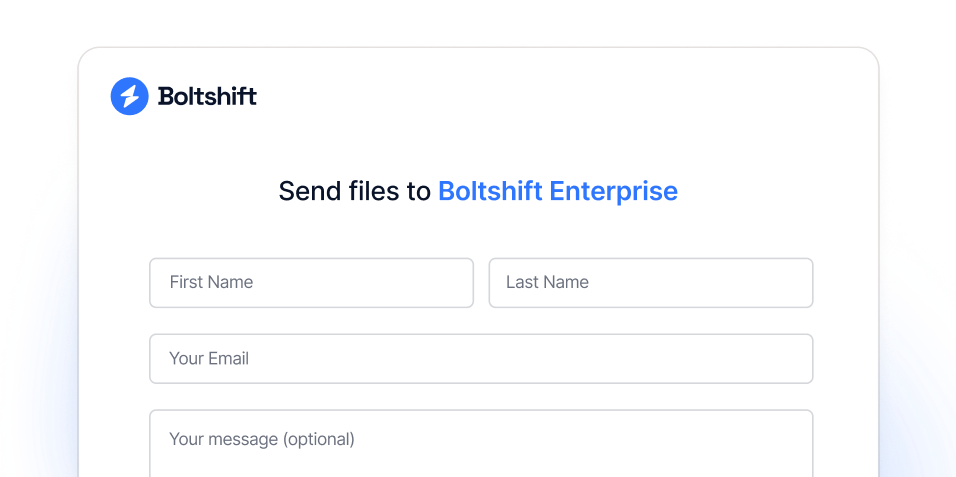 Boltshift
Send files to Boltshift Enterprise
First Name
Last Name
Your Email
Your message (optional)